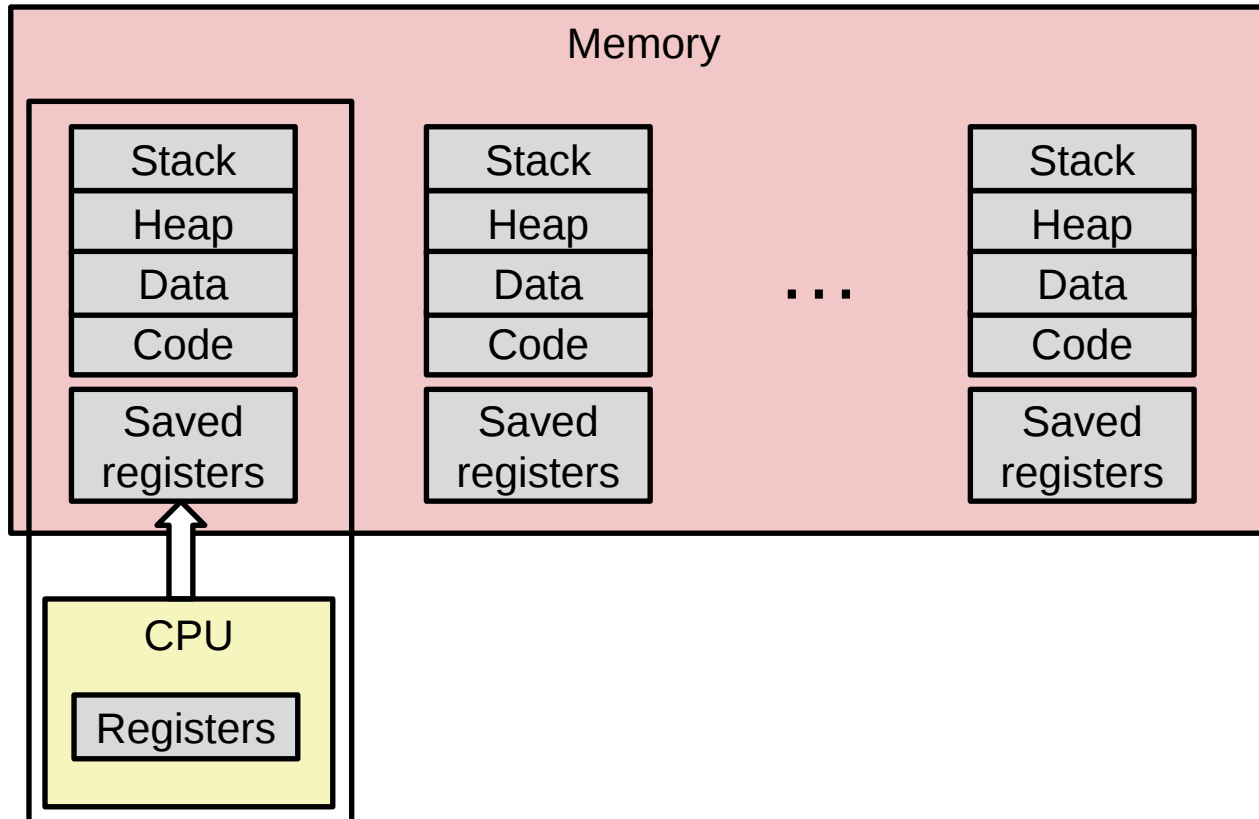 Memory
Stack
Heap
Data
Code
Saved
registers
Stack
Heap
Data
Code
Saved
registers
...
Stack
Heap
Data
Code
Saved
registers
CPU
Registers